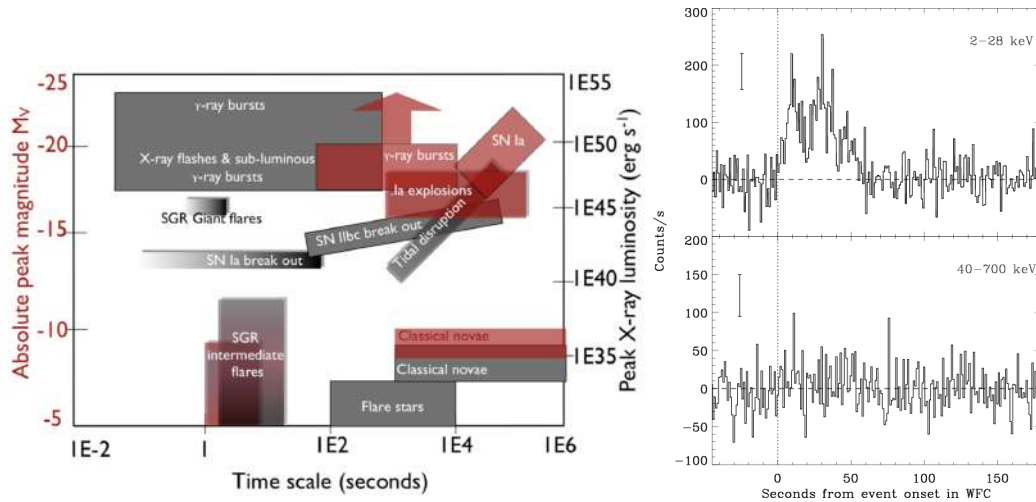 Absolute peak magnitude Mv
-25
-20
-15
-10
-5
γ-ray bursts
X-ray flashes & sub-luminous
γ-ray bursts
γ-ray bursts
SN Ia
.Ia explosions
SGR Giant flares
SN IIbc break out
Tidal disruption
SN Ia break out
SGR
intermediate
flares
Classical novae
Classical novae
Flare stars
1E55
1E50
1E45
1E40
1E35
Peak X-ray luminosity (erg s⁻¹)
1E-2
1
1E2
1E4
1E6
Time scale (seconds)
300
2-28 keV
200
100
0
Counts/s
100
40-700 keV
50
0
-50
-100
0
50
100
150
Seconds from event onset in WFC